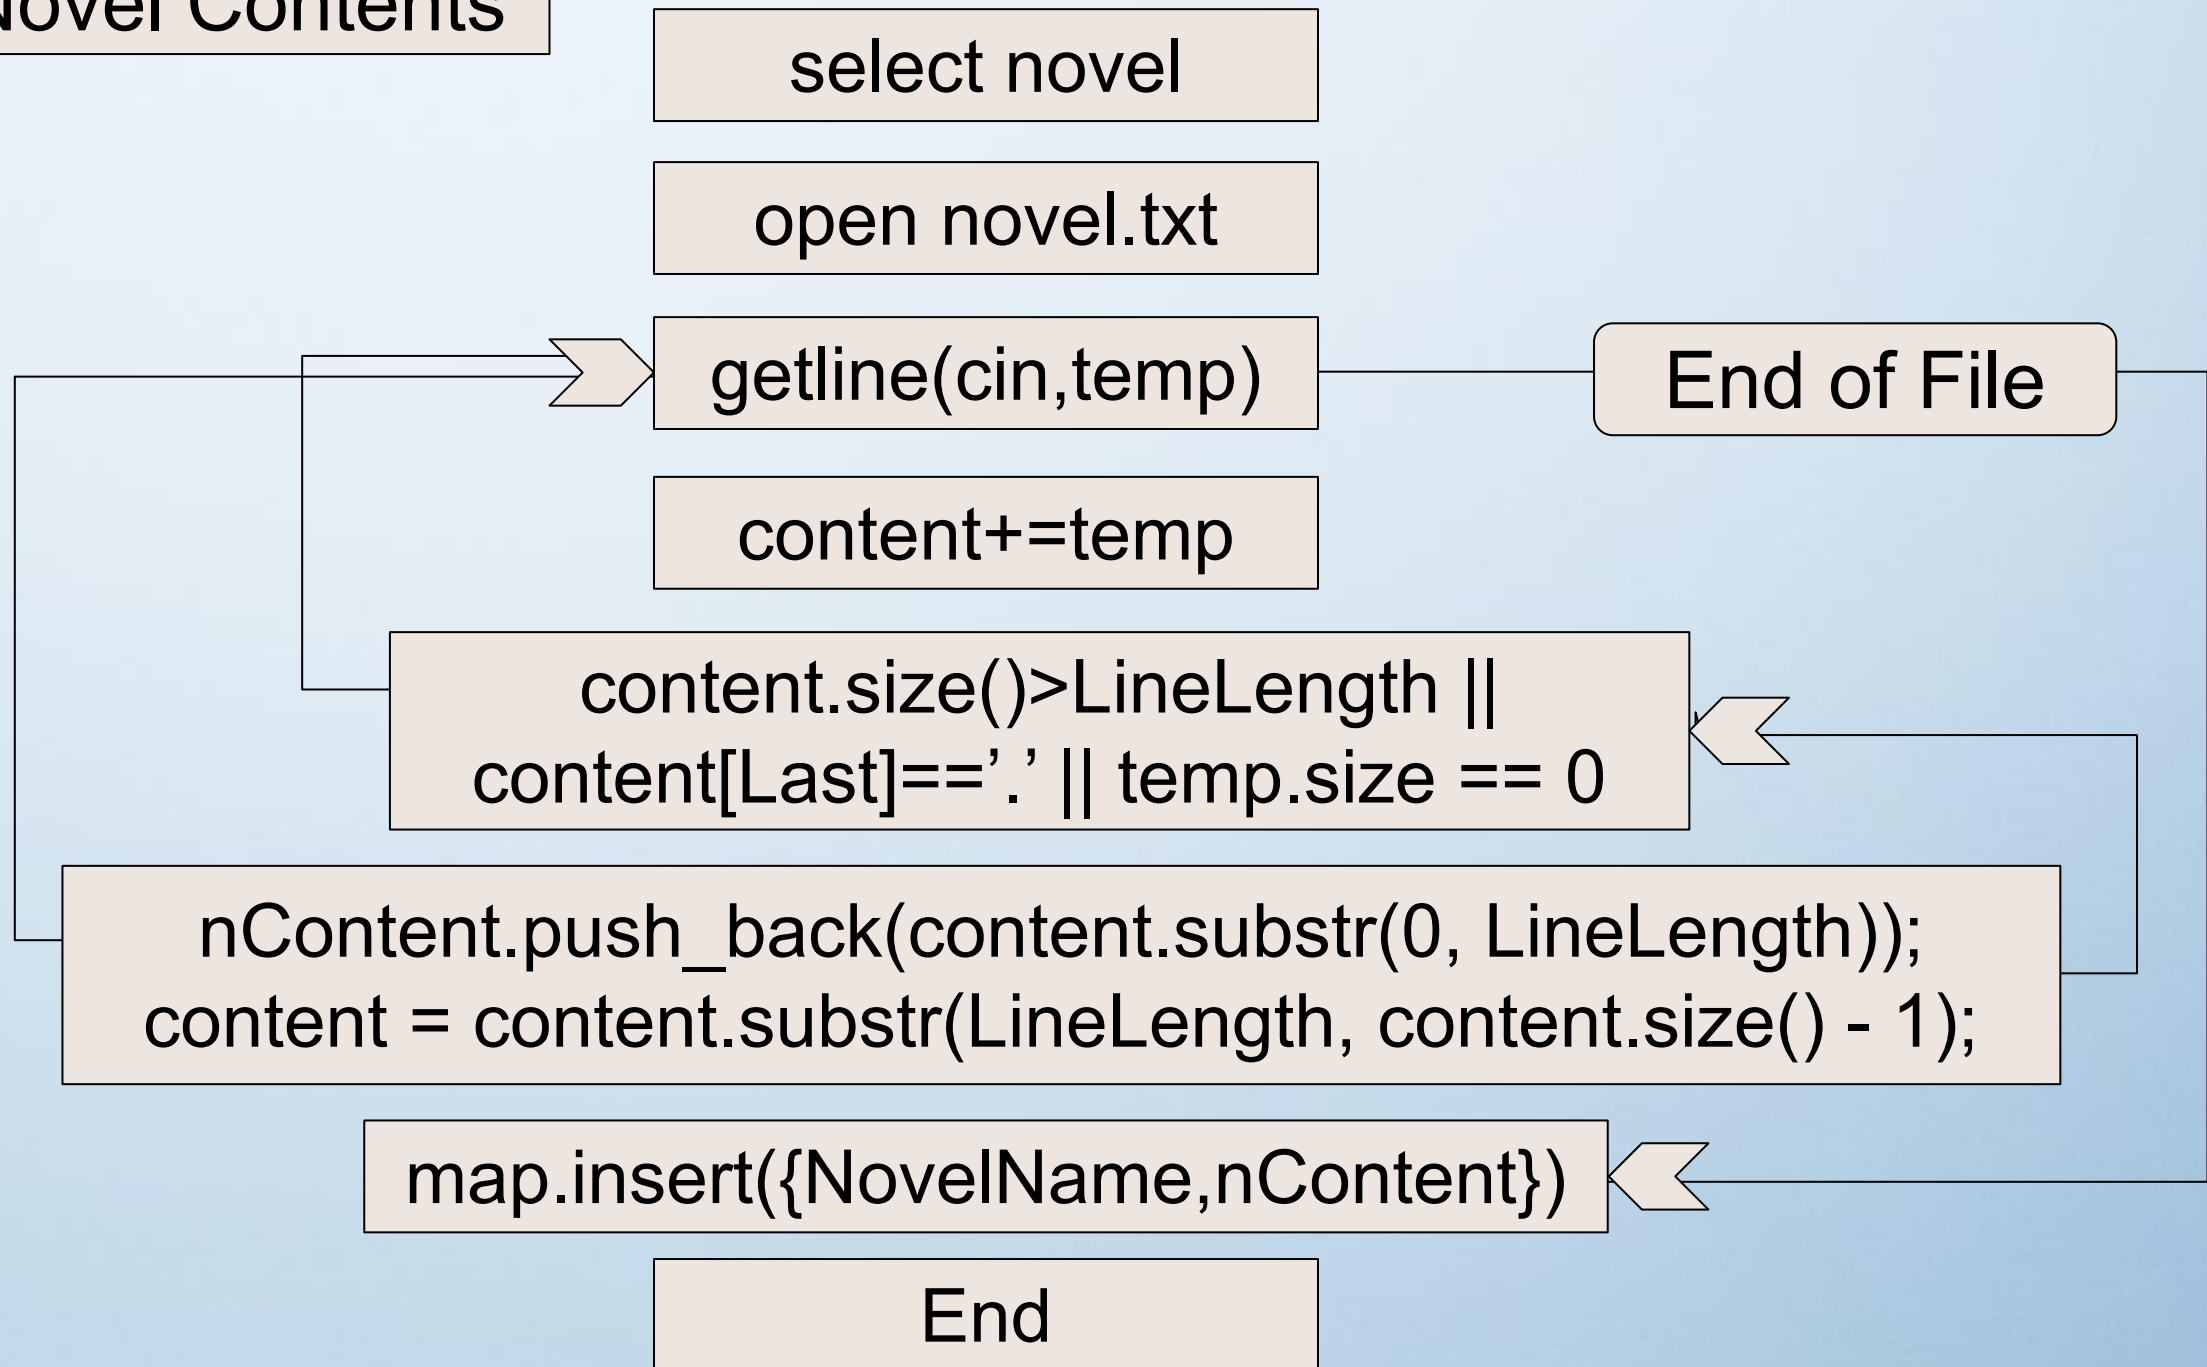 Novel Contents
select novel
open novel.txt
getline(cin,temp)
End of File
content+=temp
content.size()>LineLength ||
content[Last]==’.’ || temp.size == 0
nContent.push_back(content.substr(0, LineLength));
content = content.substr(LineLength, content.size() - 1);
map.insert({NovelName,nContent})
End